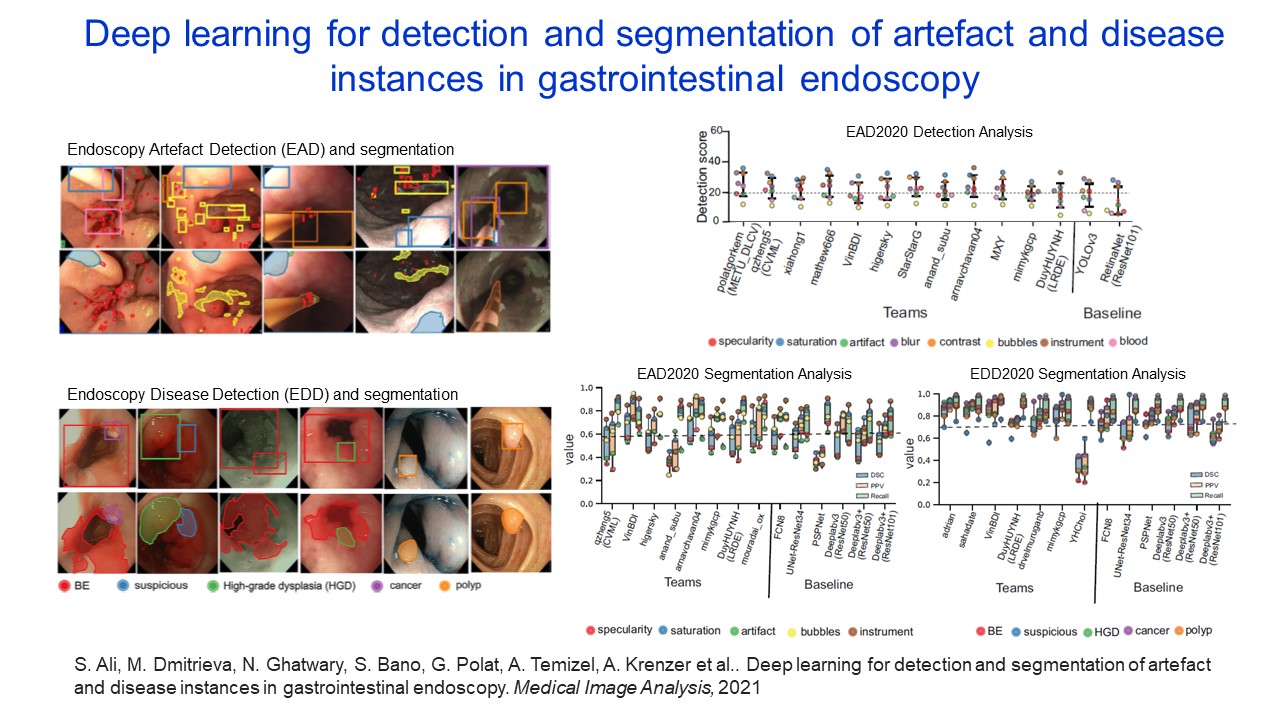 Deep learning for detection and segmentation of artefact and disease
instances in gastrointestinal endoscopy
Endoscopy Artefact Detection (EAD) and segmentation
Endoscopy Disease Detection (EDD) and segmentation
BE suspicious High-grade dysplasia (HGD) cancer polyp
EAD2020 Detection Analysis
Detection score
60
40
20
0
polatgorkem
(METU_DLCV)
qzheng5
(CVML)
xiahong1
mathew666
VinBDI
higersky
StarStarG
anand_subu
arnavchavan04
MXY
mimykgcp
DuyHUYNH
(LRDE)
YOLOv3
RetinaNet
(ResNet101)
Teams Baseline
specularity saturation artifact blur contrast bubbles instrument blood
EAD2020 Segmentation Analysis
value
1.0
0.8
0.6
0.4
0.2
0.0
DSC
PPV
Recall
qzheng5
(CVML)
VinBDI
higersky
anand_subu
arnavchavan04
mimykgcp
DuyHUYNH
(LRDE)
mouradai_ox
FCN8
UNet-ResNet34
PSPNet
Deeplabv3
(ResNet50)
Deeplabv3+
(ResNet50)
Deeplabv3+
(ResNet101)
Teams Baseline
specularity saturation artifact bubbles instrument
EDD2020 Segmentation Analysis
value
1.0
0.8
0.6
0.4
0.2
0.0
DSC
PPV
Recall
adrian
sahadate
VinBDI
DuyHUYNH
(LRDE)
drvelmuruganb
mimykgcp
YHChoi
FCN8
UNet-ResNet34
PSPNet
Deeplabv3
(ResNet50)
Deeplabv3+
(ResNet50)
Deeplabv3+
(ResNet101)
Teams Baseline
BE suspicious HGD cancer polyp
S. Ali, M. Dmitrieva, N. Ghatwary, S. Bano, G. Polat, A. Temizel, A. Krenzer et al.. Deep learning for detection and segmentation of artefact
and disease instances in gastrointestinal endoscopy. Medical Image Analysis, 2021